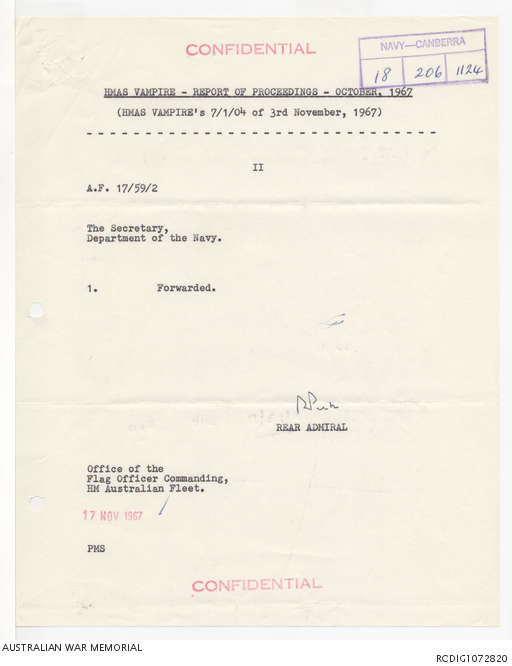 CONFIDENTIAL
NAVY—CANBERRA
18 206 1124
HMAS VAMPIRE - REPORT OF PROCEEDINGS - OCTOBER, 1967
(HMAS VAMPIRE's 7/1/04 of 3rd November, 1967)
II
A.F. 17/59/2
The Secretary,
Department of the Navy.
1. Forwarded.
REAR ADMIRAL
Office of the
Flag Officer Commanding,
HM Australian Fleet.
17 NOV 1967
PMS
CONFIDENTIAL
AUSTRALIAN WAR MEMORIAL
RCDIG1072820